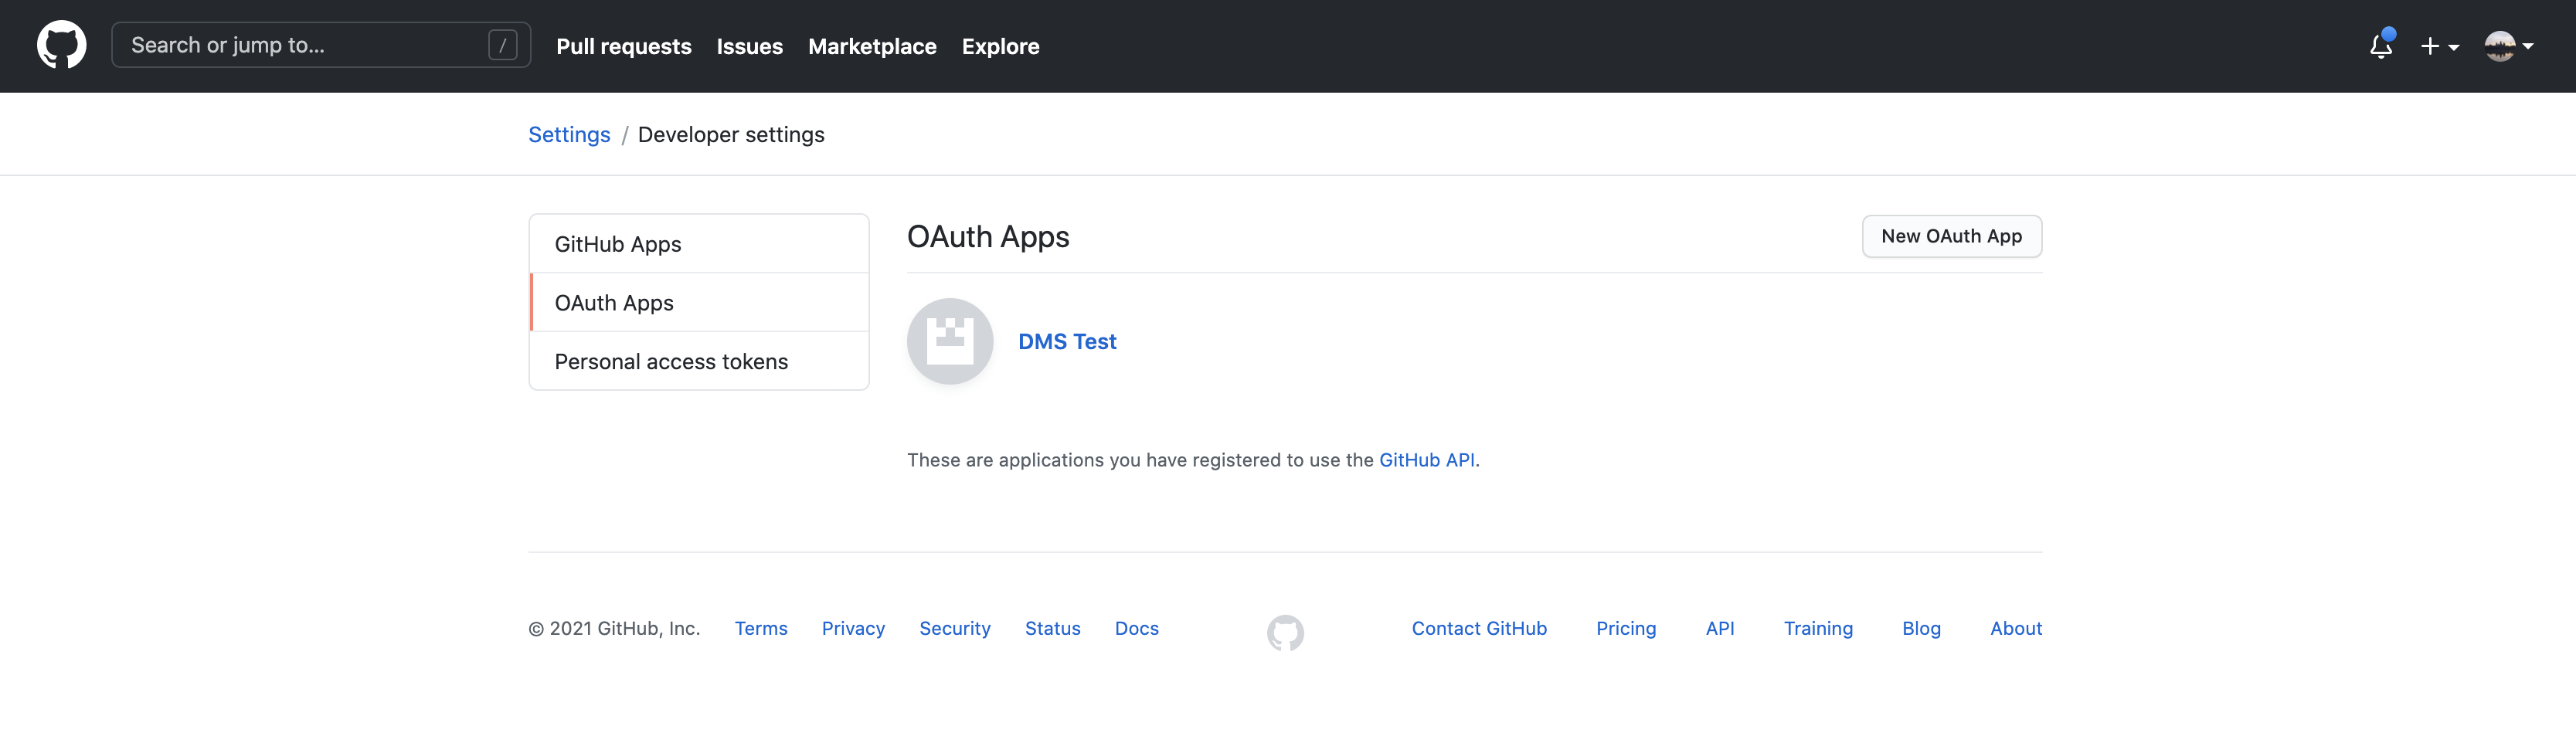 Search or jump to... / Pull requests Issues Marketplace Explore
Settings / Developer settings
GitHub Apps
OAuth Apps
Personal access tokens
OAuth Apps New OAuth App
DMS Test
These are applications you have registered to use the GitHub API.
© 2021 GitHub, Inc. Terms Privacy Security Status Docs Contact GitHub Pricing API Training Blog About